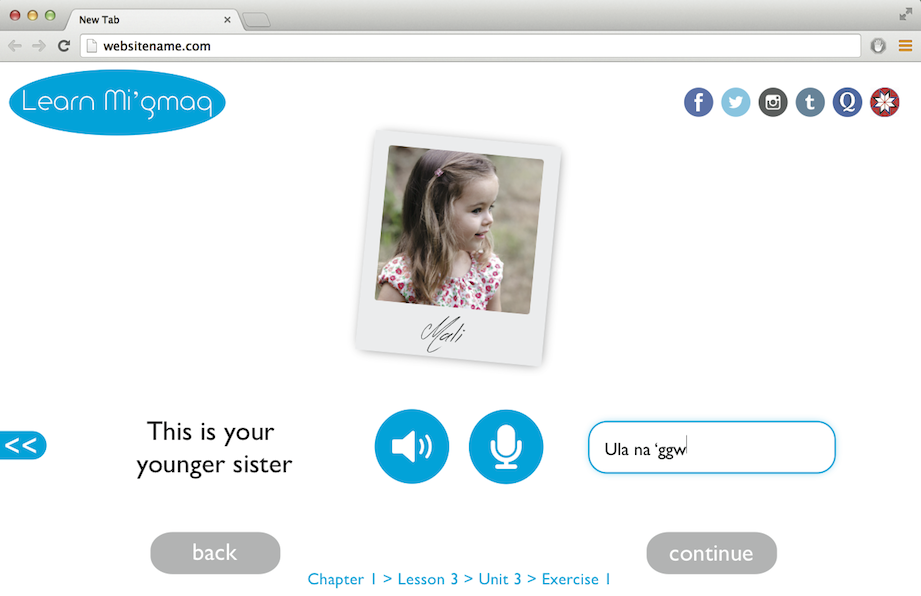 New Tab
websitename.com
Learn Mi'gmaq
f
t
Q
Mali
<<
This is your
younger sister
Ula na ‘ggw
back
continue
Chapter 1 > Lesson 3 > Unit 3 > Exercise 1